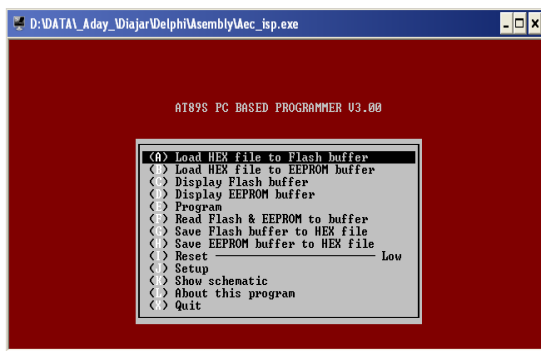 D:\DATA\_Aday_\Diajar\Delphi\Asembly\Aec_isp.exe
AT89S PC BASED PROGRAMMER V3.00
(A) Load HEX file to Flash buffer
(B) Load HEX file to EEPROM buffer
(C) Display Flash buffer
(D) Display EEPROM buffer
(E) Program
(F) Read Flash & EEPROM to buffer
(G) Save Flash buffer to HEX file
(H) Save EEPROM buffer to HEX file
(I) Reset Low
(J) Setup
(K) Show schematic
(L) About this program
(X) Quit